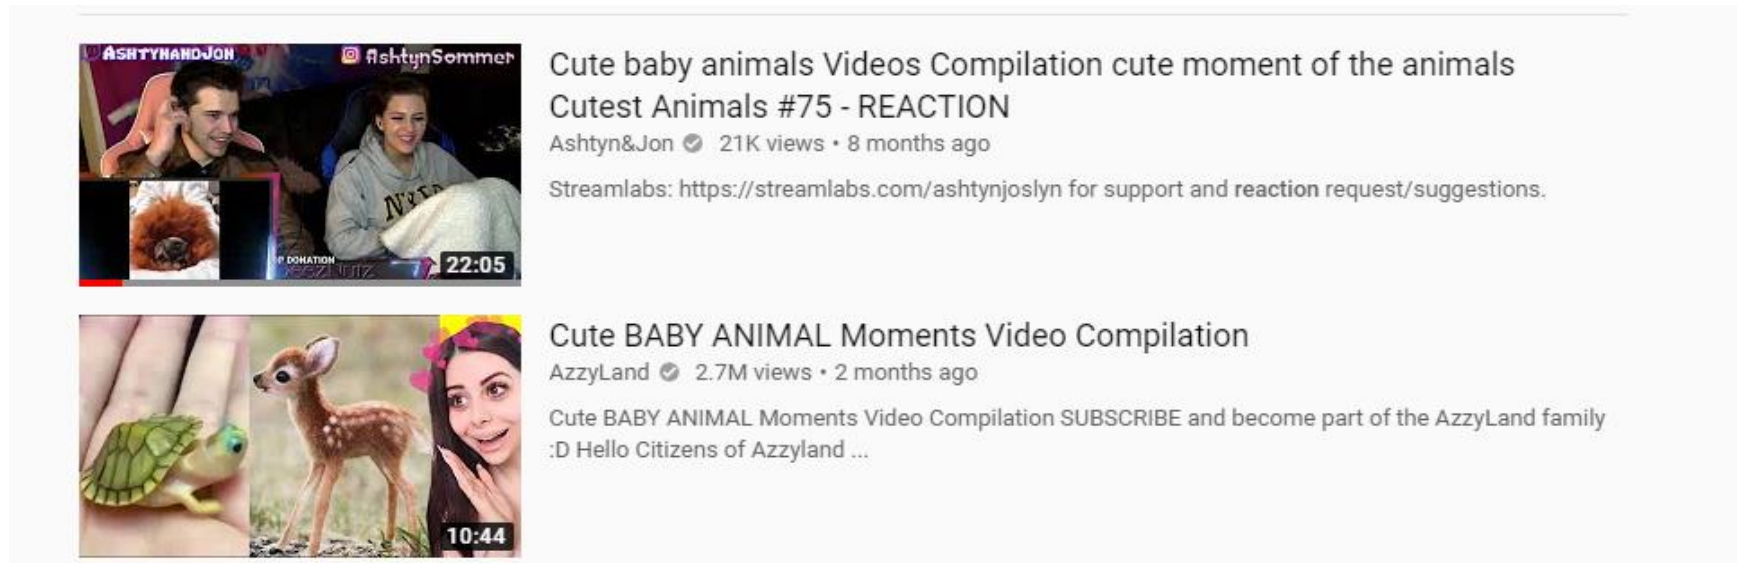 ASHTYNANDJON
AshtynSommer
P DONATION
22:05
Cute baby animals Videos Compilation cute moment of the animals
Cutest Animals #75 - REACTION
Ashtyn&Jon 21K views • 8 months ago
Streamlabs: https://streamlabs.com/ashtynjoslyn for support and reaction request/suggestions.
10:44
Cute BABY ANIMAL Moments Video Compilation
AzzyLand 2.7M views • 2 months ago
Cute BABY ANIMAL Moments Video Compilation SUBSCRIBE and become part of the AzzyLand family
:D Hello Citizens of Azzyland ...